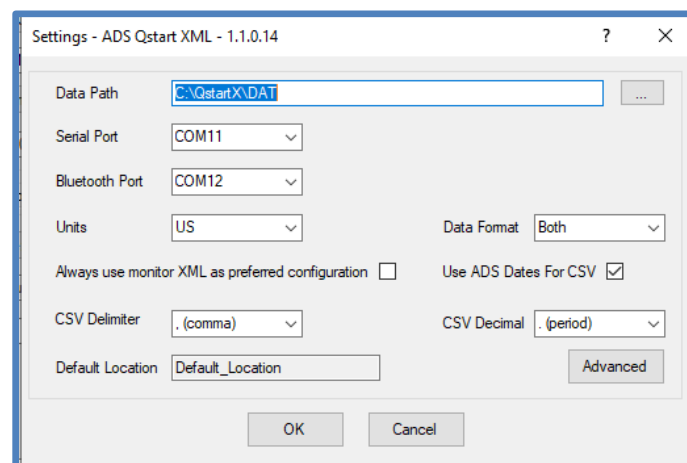 Settings - ADS Qstart XML - 1.1.0.14 ?
Data Path C:\QstartX\DAT ...
Serial Port COM11
Bluetooth Port COM12
Units US Data Format Both
Always use monitor XML as preferred configuration Use ADS Dates For CSV
CSV Delimiter , (comma) CSV Decimal . (period)
Default Location Default_Location Advanced
OK Cancel